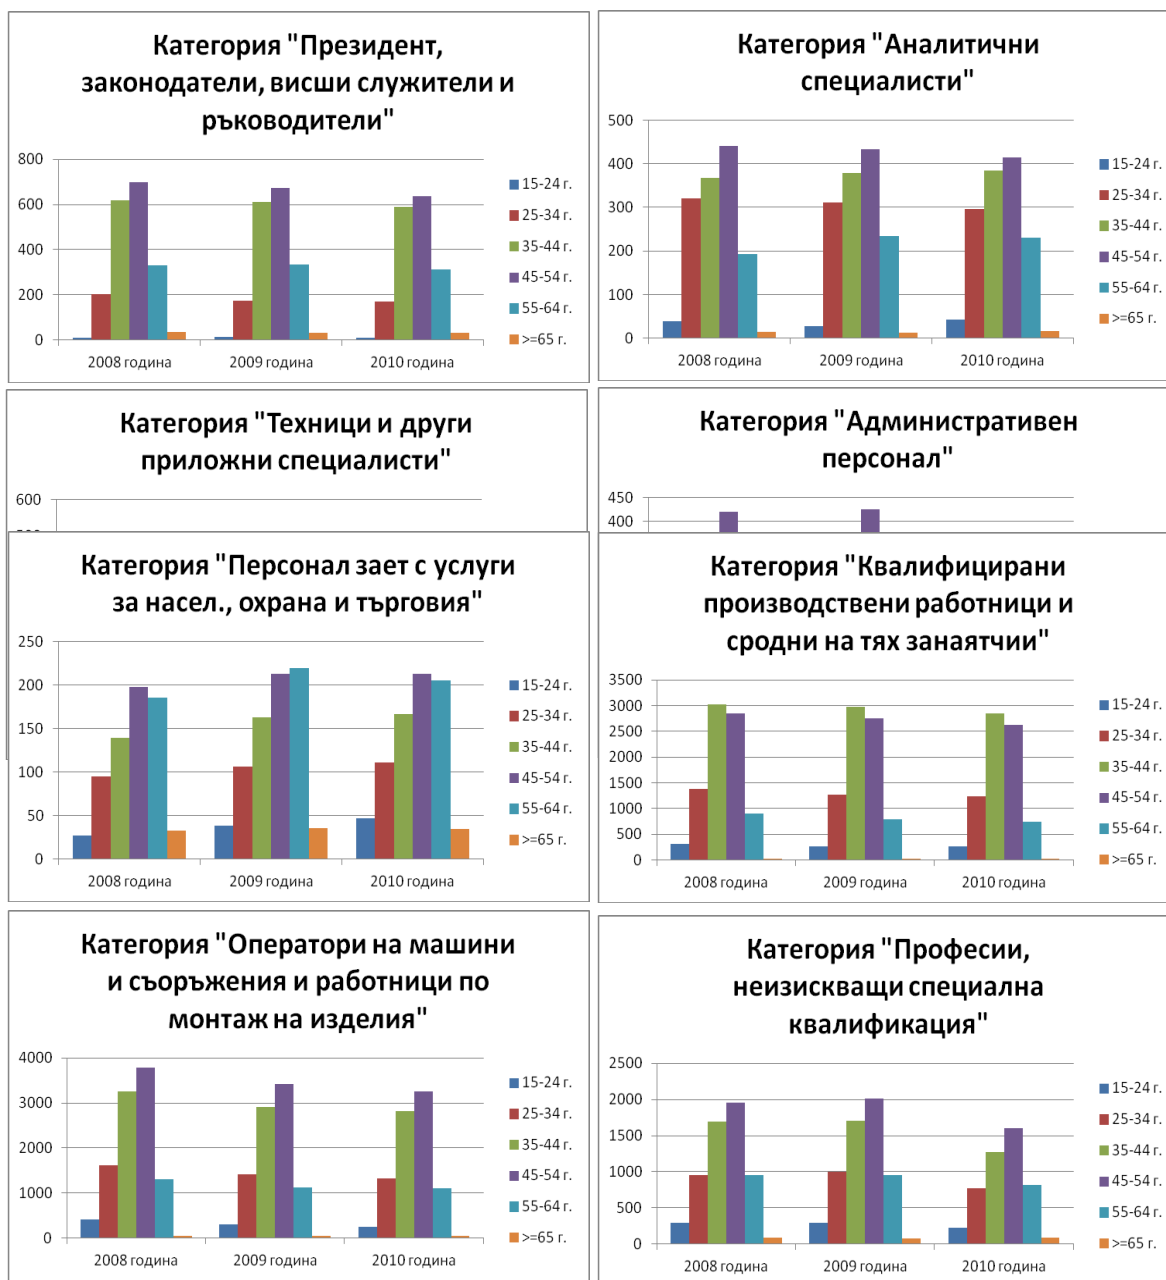 Категория "Президент,
законодатели, висши служители и
ръководители"
800
600
400
200
0
2008 година
2009 година
2010 година
15-24 г.
25-34 г.
35-44 г.
45-54 г.
55-64 г.
>=65 г.
Категория "Аналитични
специалисти"
500
400
300
200
100
0
2008 година
2009 година
2010 година
15-24 г.
25-34 г.
35-44 г.
45-54 г.
55-64 г.
>=65 г.
Категория "Техници и други
приложни специалисти"
600
Категория "Административен
персонал"
450
400
Категория "Персонал зает с услуги
за насел., охрана и търговия"
250
200
150
100
50
0
2008 година
2009 година
2010 година
15-24 г.
25-34 г.
35-44 г.
45-54 г.
55-64 г.
>=65 г.
Категория "Квалифицирани
производствени работници и
сродни на тях занаятчии"
3500
3000
2500
2000
1500
1000
500
0
2008 година
2009 година
2010 година
15-24 г.
25-34 г.
35-44 г.
45-54 г.
55-64 г.
>=65 г.
Категория "Оператори на машини
и съоръжения и работници по
монтаж на изделия"
4000
3000
2000
1000
0
2008 година
2009 година
2010 година
15-24 г.
25-34 г.
35-44 г.
45-54 г.
55-64 г.
>=65 г.
Категория "Професии,
неизискващи специална
квалификация"
2500
2000
1500
1000
500
0
2008 година
2009 година
2010 година
15-24 г.
25-34 г.
35-44 г.
45-54 г.
55-64 г.
>=65 г.